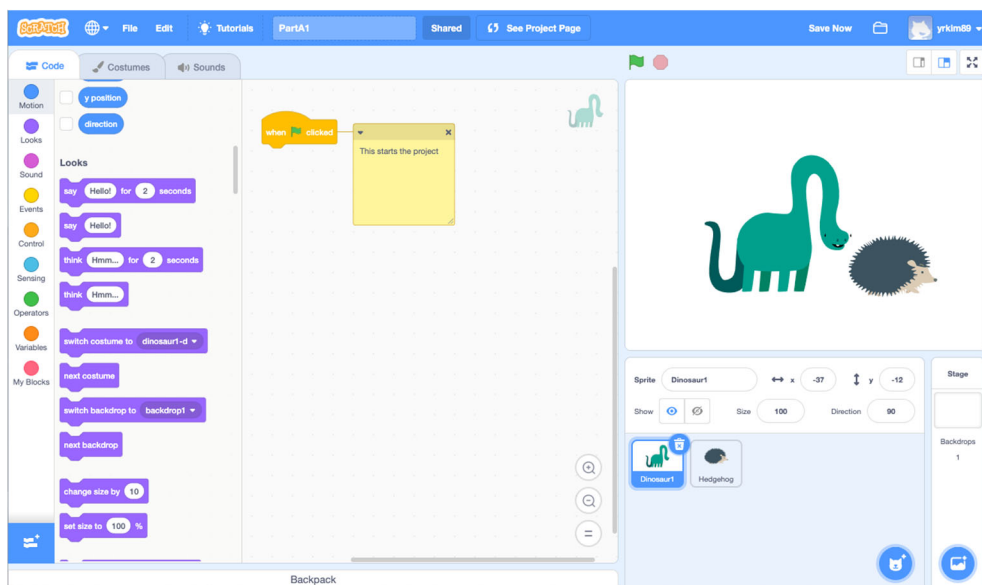 SCRATCH File Edit Tutorials PartA1 Shared See Project Page Save Now yrkim89
Code Costumes Sounds
Motion
Looks
Sound
Events
Control
Sensing
Operators
Variables
My Blocks
y position
direction
Looks
say Hello! for 2 seconds
say Hello!
think Hmm... for 2 seconds
think Hmm...
switch costume to dinosaur1-d
next costume
switch backdrop to backdrop1
next backdrop
change size by 10
set size to 100 %
when clicked
This starts the project
Sprite Dinosaur1 x -37 y -12
Show Size 100 Direction 90
Dinosaur1 Hedgehog
Stage
Backdrops
1
Backpack